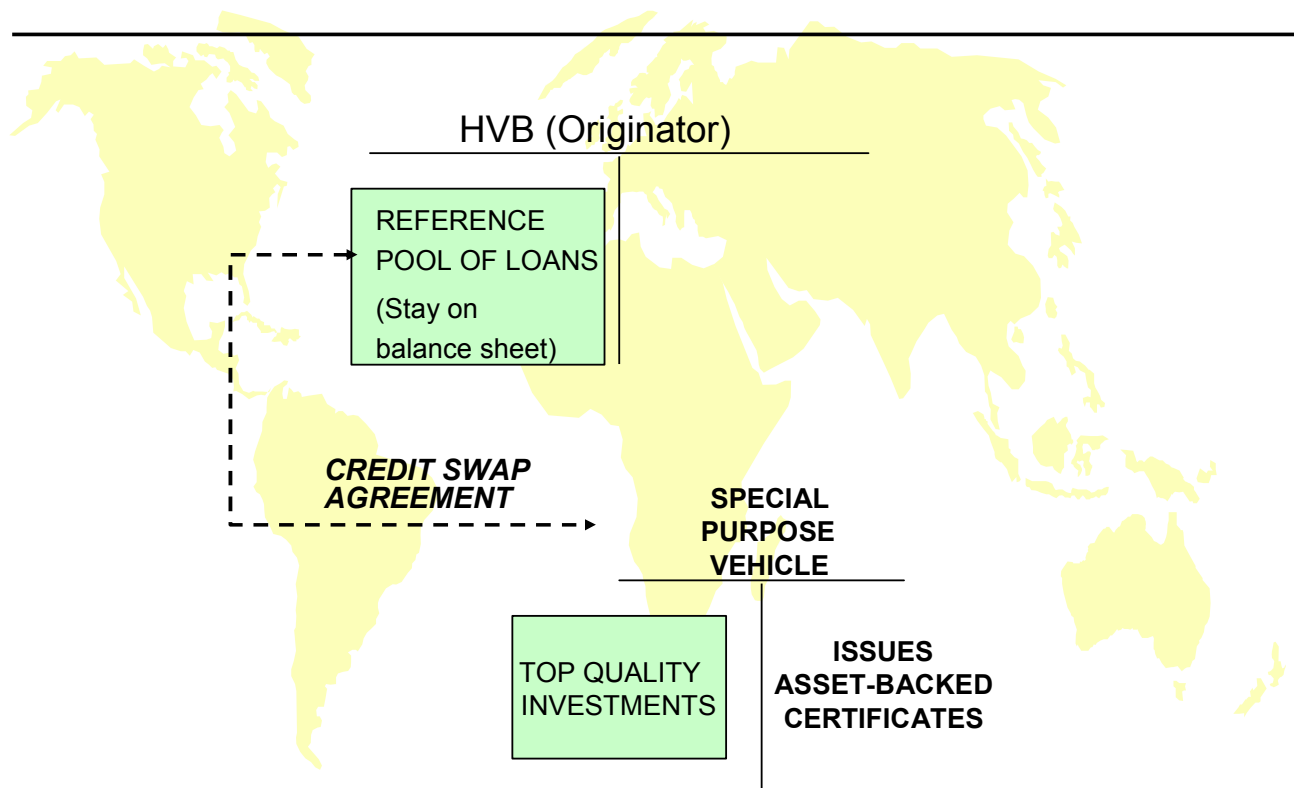 HVB (Originator)
REFERENCE
POOL OF LOANS
(Stay on
balance sheet)
CREDIT SWAP
AGREEMENT
SPECIAL
PURPOSE
VEHICLE
TOP QUALITY
INVESTMENTS
ISSUES
ASSET-BACKED
CERTIFICATES